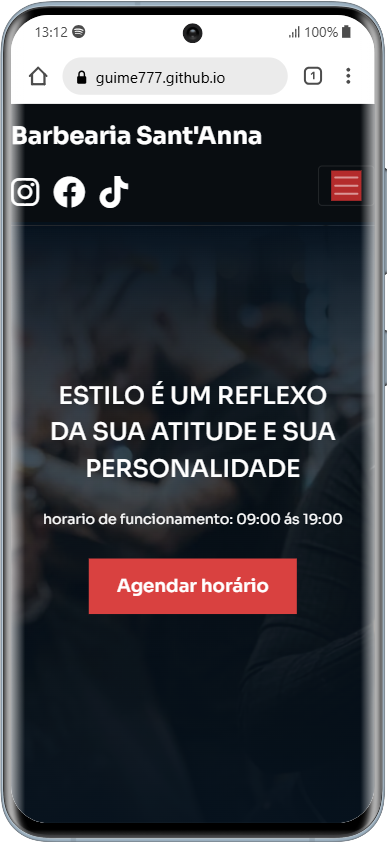 13:12
100%
guime777.github.io
1
Barbearia Sant'Anna
ESTILO É UM REFLEXO
DA SUA ATITUDE E SUA
PERSONALIDADE
horario de funcionamento: 09:00 ás 19:00
Agendar horário